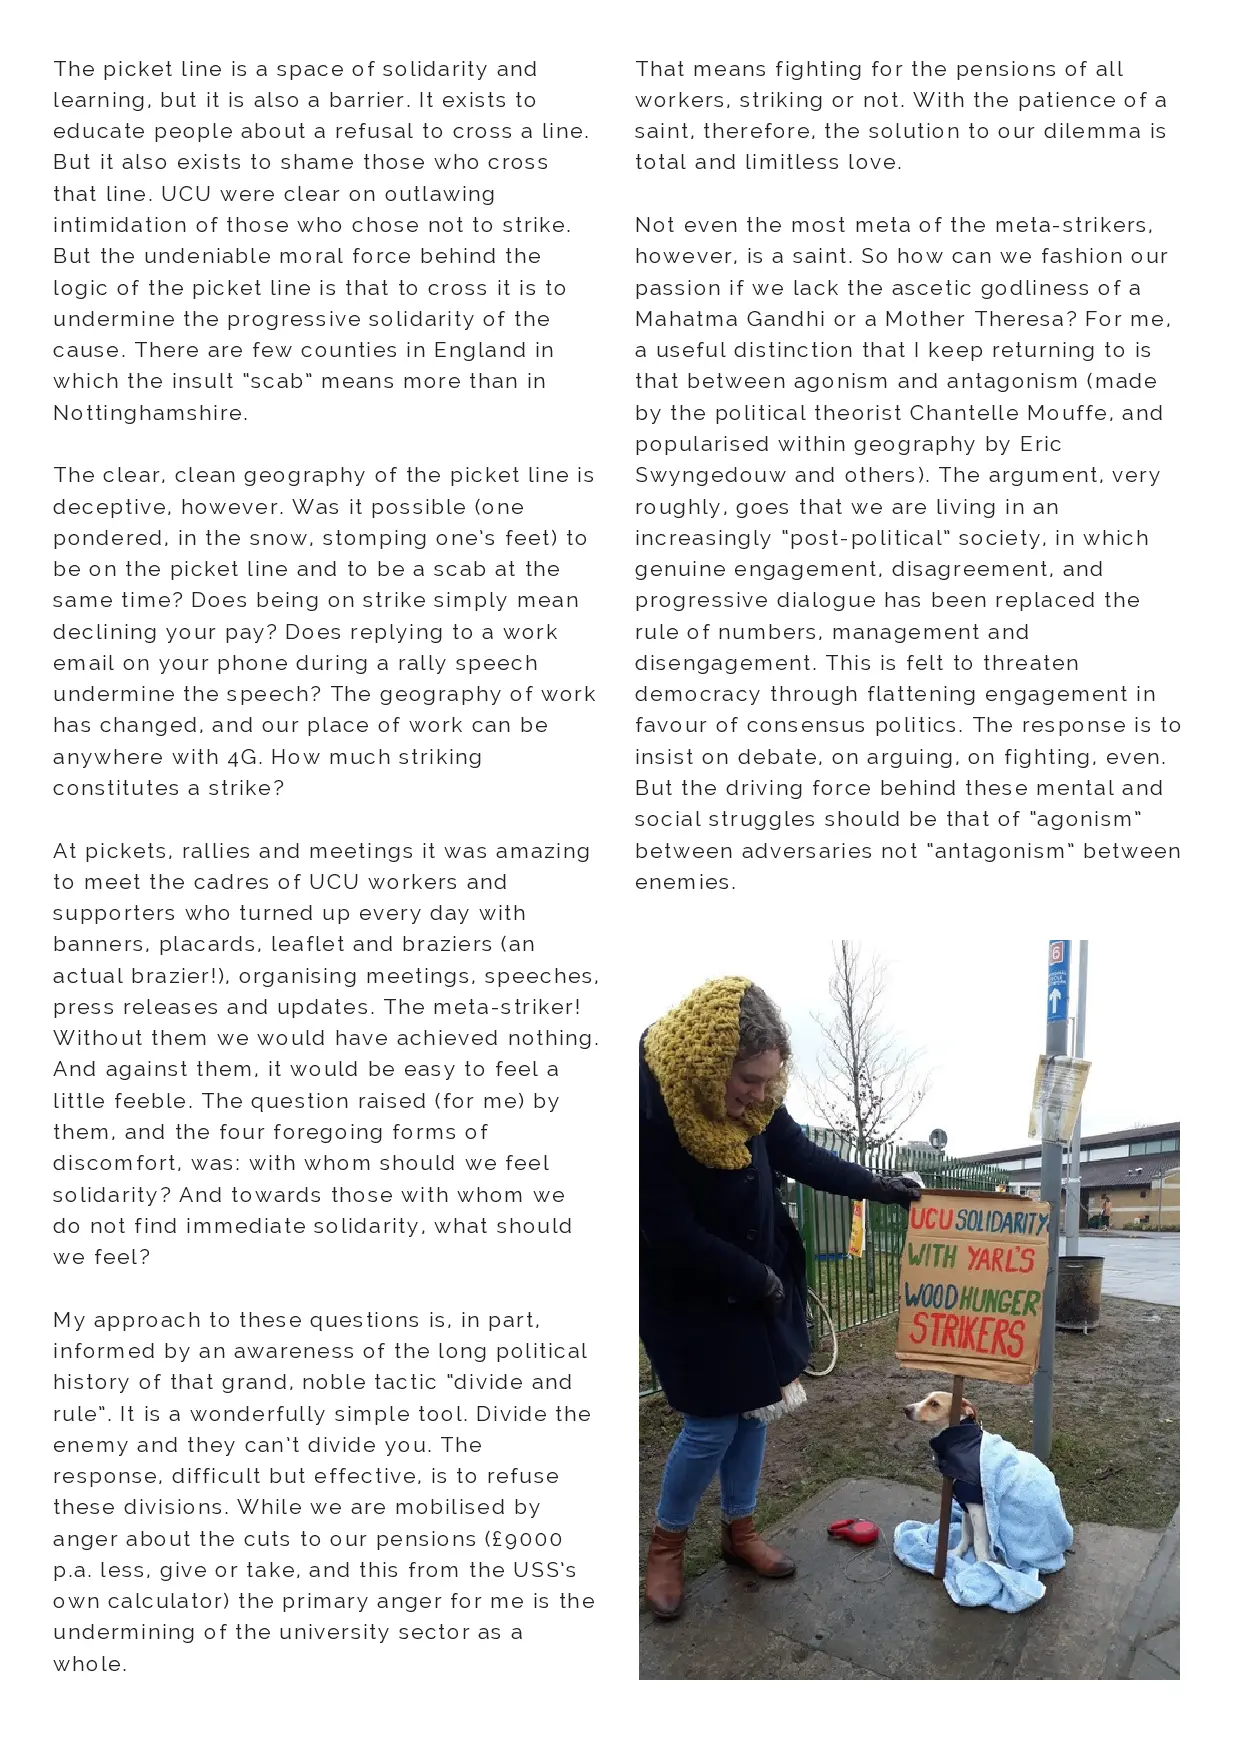 The picket line is a space of solidarity and
learning, but it is also a barrier. It exists to
educate people about a refusal to cross a line.
But it also exists to shame those who cross
that line. UCU were clear on outlawing
intimidation of those who chose not to strike.
But the undeniable moral force behind the
logic of the picket line is that to cross it is to
undermine the progressive solidarity of the
cause. There are few counties in England in
which the insult “scab” means more than in
Nottinghamshire.
The clear, clean geography of the picket line is
deceptive, however. Was it possible (one
pondered, in the snow, stomping one’s feet) to
be on the picket line and to be a scab at the
same time? Does being on strike simply mean
declining your pay? Does replying to a work
email on your phone during a rally speech
undermine the speech? The geography of work
has changed, and our place of work can be
anywhere with 4G. How much striking
constitutes a strike?
At pickets, rallies and meetings it was amazing
to meet the cadres of UCU workers and
supporters who turned up every day with
banners, placards, leaflet and braziers (an
actual brazier!), organising meetings, speeches,
press releases and updates. The meta-striker!
Without them we would have achieved nothing.
And against them, it would be easy to feel a
little feeble. The question raised (for me) by
them, and the four foregoing forms of
discomfort, was: with whom should we feel
solidarity? And towards those with whom we
do not find immediate solidarity, what should
we feel?
My approach to these questions is, in part,
informed by an awareness of the long political
history of that grand, noble tactic “divide and
rule”. It is a wonderfully simple tool. Divide the
enemy and they can’t divide you. The
response, difficult but effective, is to refuse
these divisions. While we are mobilised by
anger about the cuts to our pensions (£9000
p.a. less, give or take, and this from the USS’s
own calculator) the primary anger for me is the
undermining of the university sector as a
whole.
That means fighting for the pensions of all
workers, striking or not. With the patience of a
saint, therefore, the solution to our dilemma is
total and limitless love.
Not even the most meta of the meta-strikers,
however, is a saint. So how can we fashion our
passion if we lack the ascetic godliness of a
Mahatma Gandhi or a Mother Theresa? For me,
a useful distinction that I keep returning to is
that between agonism and antagonism (made
by the political theorist Chantelle Mouffe, and
popularised within geography by Eric
Swyngedouw and others). The argument, very
roughly, goes that we are living in an
increasingly “post-political” society, in which
genuine engagement, disagreement, and
progressive dialogue has been replaced the
rule of numbers, management and
disengagement. This is felt to threaten
democracy through flattening engagement in
favour of consensus politics. The response is to
insist on debate, on arguing, on fighting, even.
But the driving force behind these mental and
social struggles should be that of “agonism”
between adversaries not “antagonism” between
enemies.
6
UCU SOLIDARITY
WITH YARL'S
WOOD HUNGER
STRIKERS